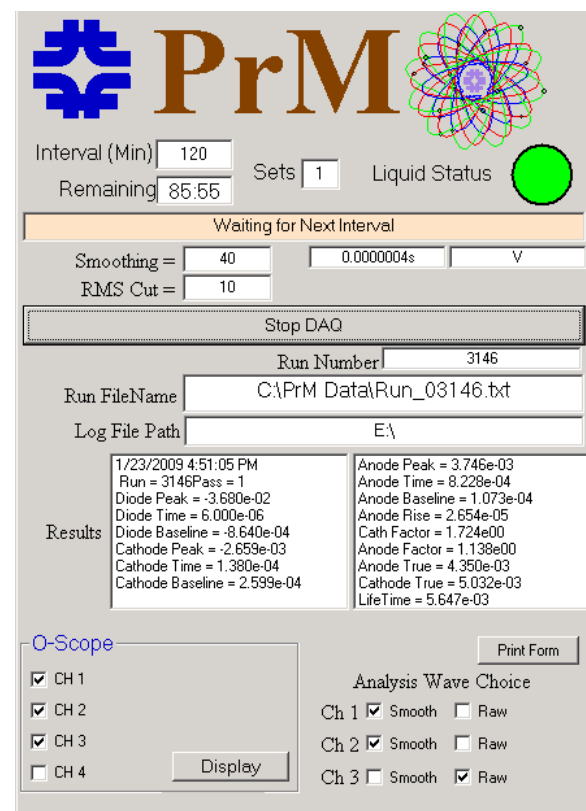 PrM
Interval (Min) 120
Sets 1
Liquid Status
Remaining 85:55
Waiting for Next Interval
Smoothing = 40
0.0000004s V
RMS Cut = 10
Stop DAQ
Run Number 3146
Run FileName C:\PrM Data\Run_03146.txt
Log File Path E:\
Results
1/23/2009 4:51:05 PM
Run = 3146Pass = 1
Diode Peak = -3.680e-02
Diode Time = 6.000e-06
Diode Baseline = -8.640e-04
Cathode Peak = -2.659e-03
Cathode Time = 1.380e-04
Cathode Baseline = 2.599e-04
Anode Peak = 3.746e-03
Anode Time = 8.228e-04
Anode Baseline = 1.073e-04
Anode Rise = 2.654e-05
Cath Factor = 1.724e00
Anode Factor = 1.138e00
Anode True = 4.350e-03
Cathode True = 5.032e-03
LifeTime = 5.647e-03
O-Scope
CH 1
CH 2
CH 3
CH 4
Display
Print Form
Analysis Wave Choice
Ch 1 Smooth Raw
Ch 2 Smooth Raw
Ch 3 Smooth Raw